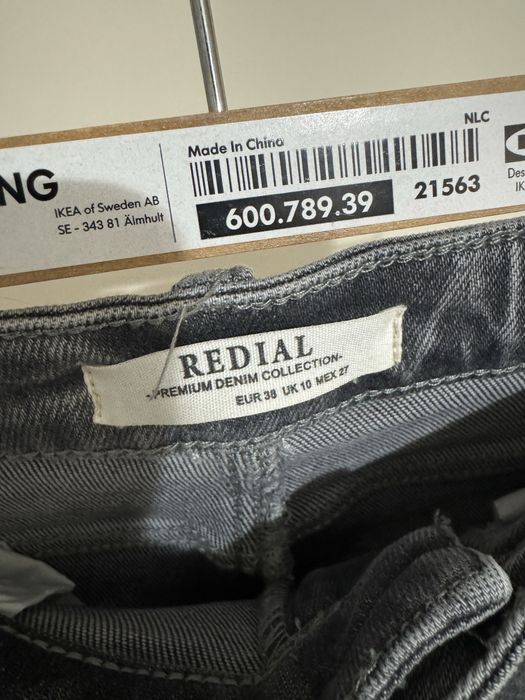 NLC
Made In China
NG
IKEA of Sweden AB
SE - 343 81 Älmhult
600.789.39
21563
REDIAL
-PREMIUM DENIM COLLECTION-
EUR 38 UK 10 MEX 27